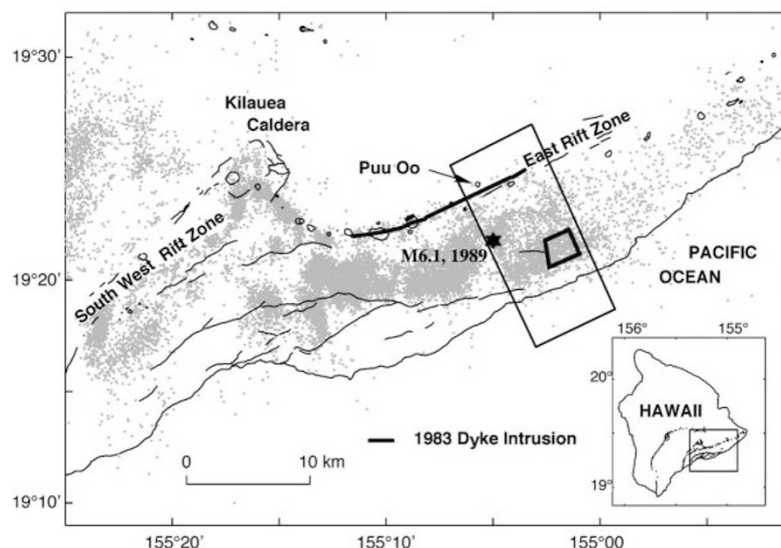 19°30'
Kilauea
Caldera
Puu Oo
East Rift Zone
South West Rift Zone
M6.1, 1989
PACIFIC
OCEAN
19°20'
156°
155°
20°
HAWAII
19°
1983 Dyke Intrusion
0
10 km
19°10'
155°20'
155°10'
155°00'